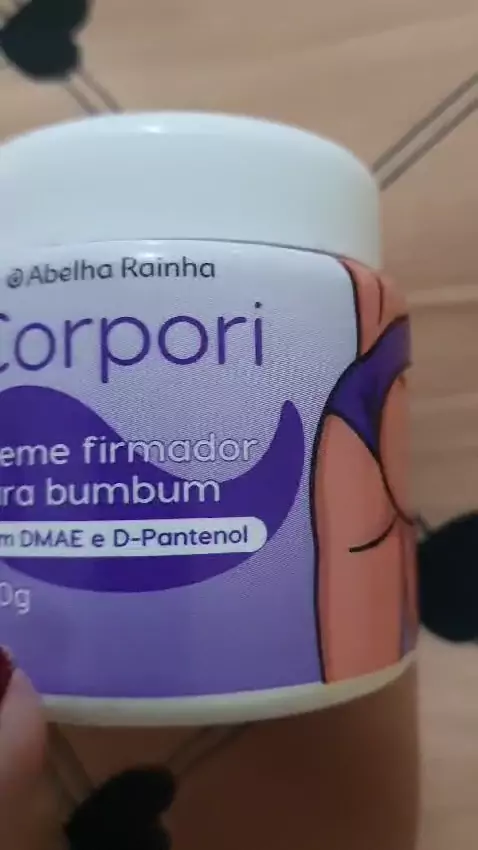 Abelha Rainha
Corpori
eme firmador
ra bumbum
m DMAE e D-Pantenol
0g